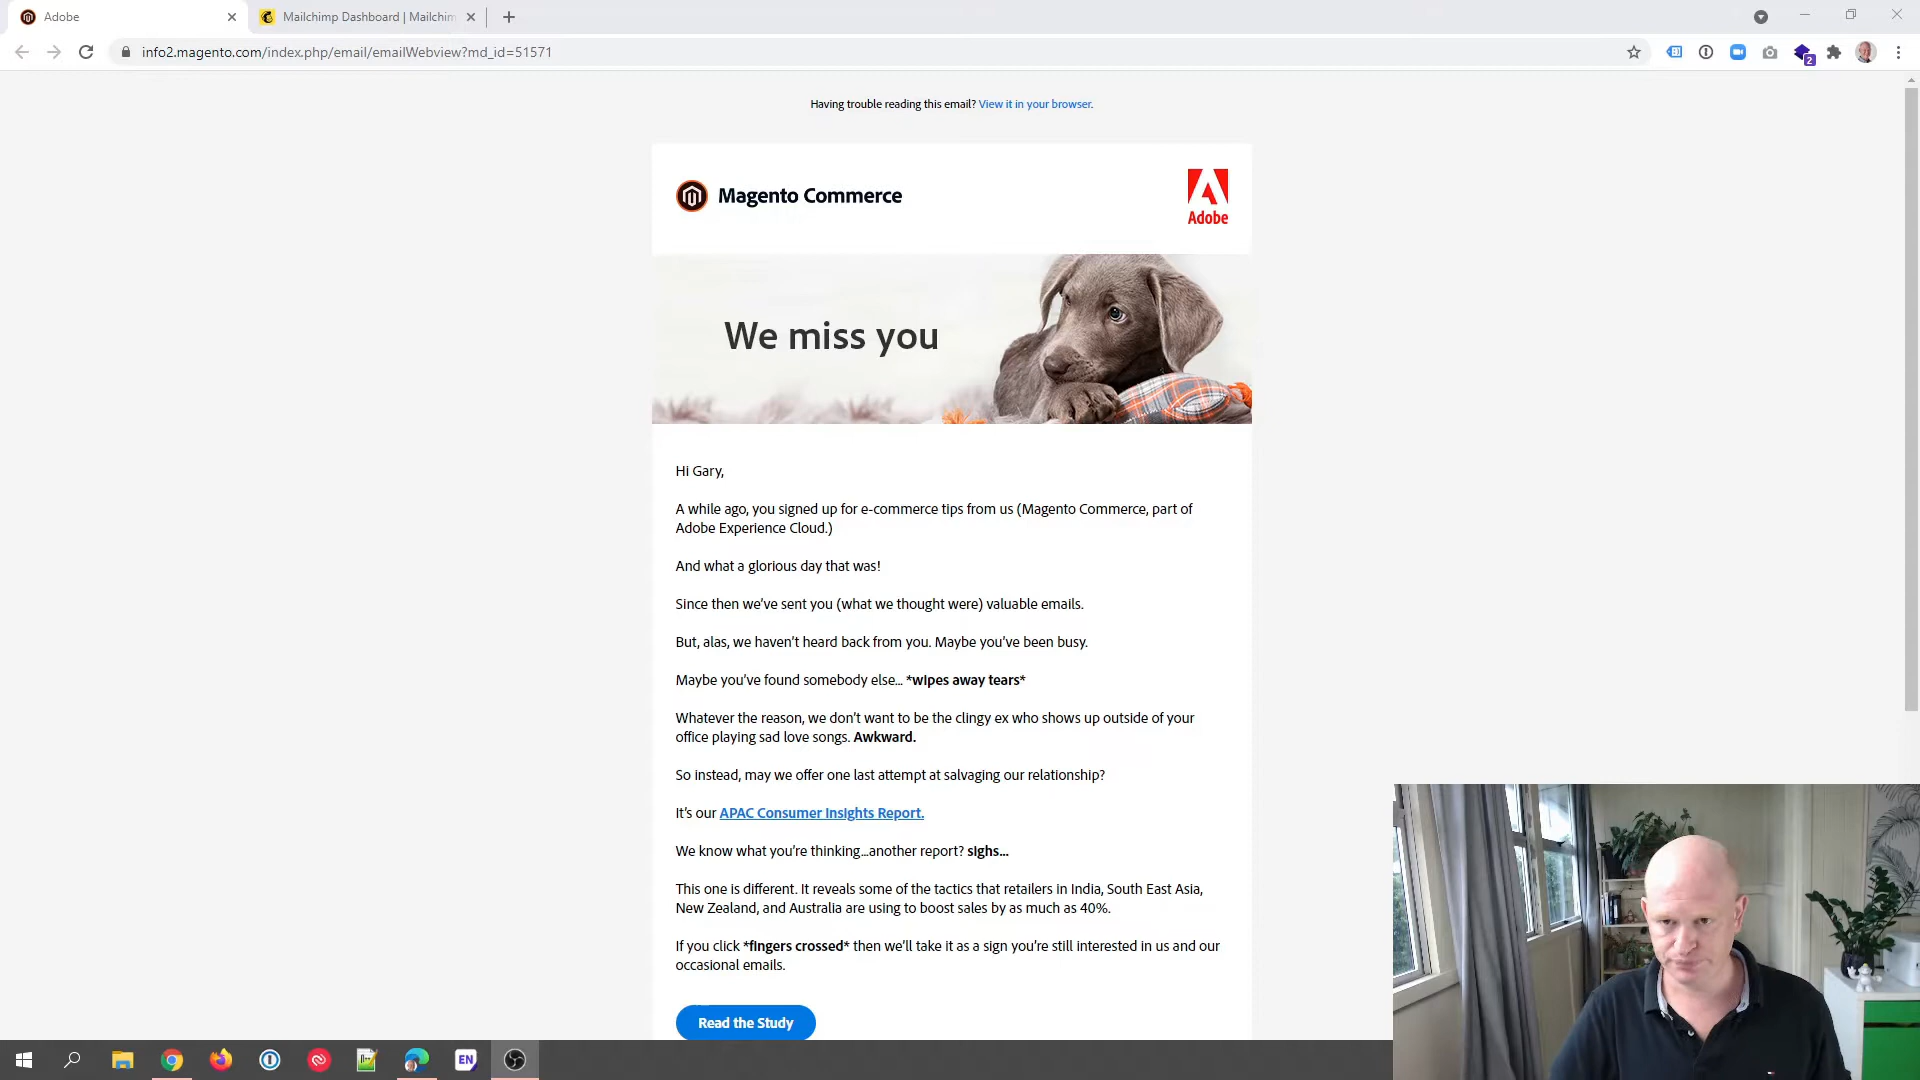 Adobe
Mailchimp Dashboard | Mailchim
info2.magento.com/index.php/email/emailWebview?md_id=51571
2
Having trouble reading this email? View it in your browser.
Magento Commerce
Adobe
We miss you
Hi Gary,
A while ago, you signed up for e-commerce tips from us (Magento Commerce, part of
Adobe Experience Cloud.)
And what a glorious day that was!
Since then we've sent you (what we thought were) valuable emails.
But, alas, we haven't heard back from you. Maybe you've been busy.
Maybe you've found somebody else... *wipes away tears*
Whatever the reason, we don't want to be the clingy ex who shows up outside of your
office playing sad love songs. Awkward.
So instead, may we offer one last attempt at salvaging our relationship?
It's our APAC Consumer Insights Report.
We know what you're thinking...another report? sighs...
This one is different. It reveals some of the tactics that retailers in India, South East Asia,
New Zealand, and Australia are using to boost sales by as much as 40%.
If you click *fingers crossed* then we'll take it as a sign you're still interested in us and our
occasional emails.
Read the Study
EN